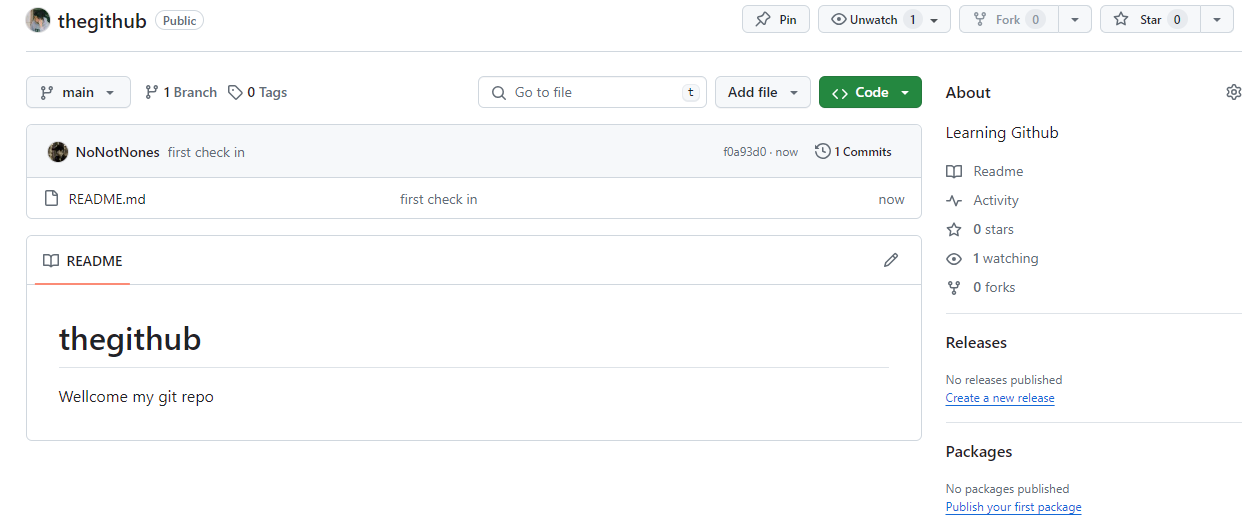 thegithub Public Pin Unwatch 1 Fork 0 Star 0
main 1 Branch 0 Tags Go to file t Add file Code
NoNotNones first check in f0a93d0 · now 1 Commits
README.md first check in now
README
thegithub
Wellcome my git repo
About
Learning Github
Readme
Activity
0 stars
1 watching
0 forks
Releases
No releases published
Create a new release
Packages
No packages published
Publish your first package